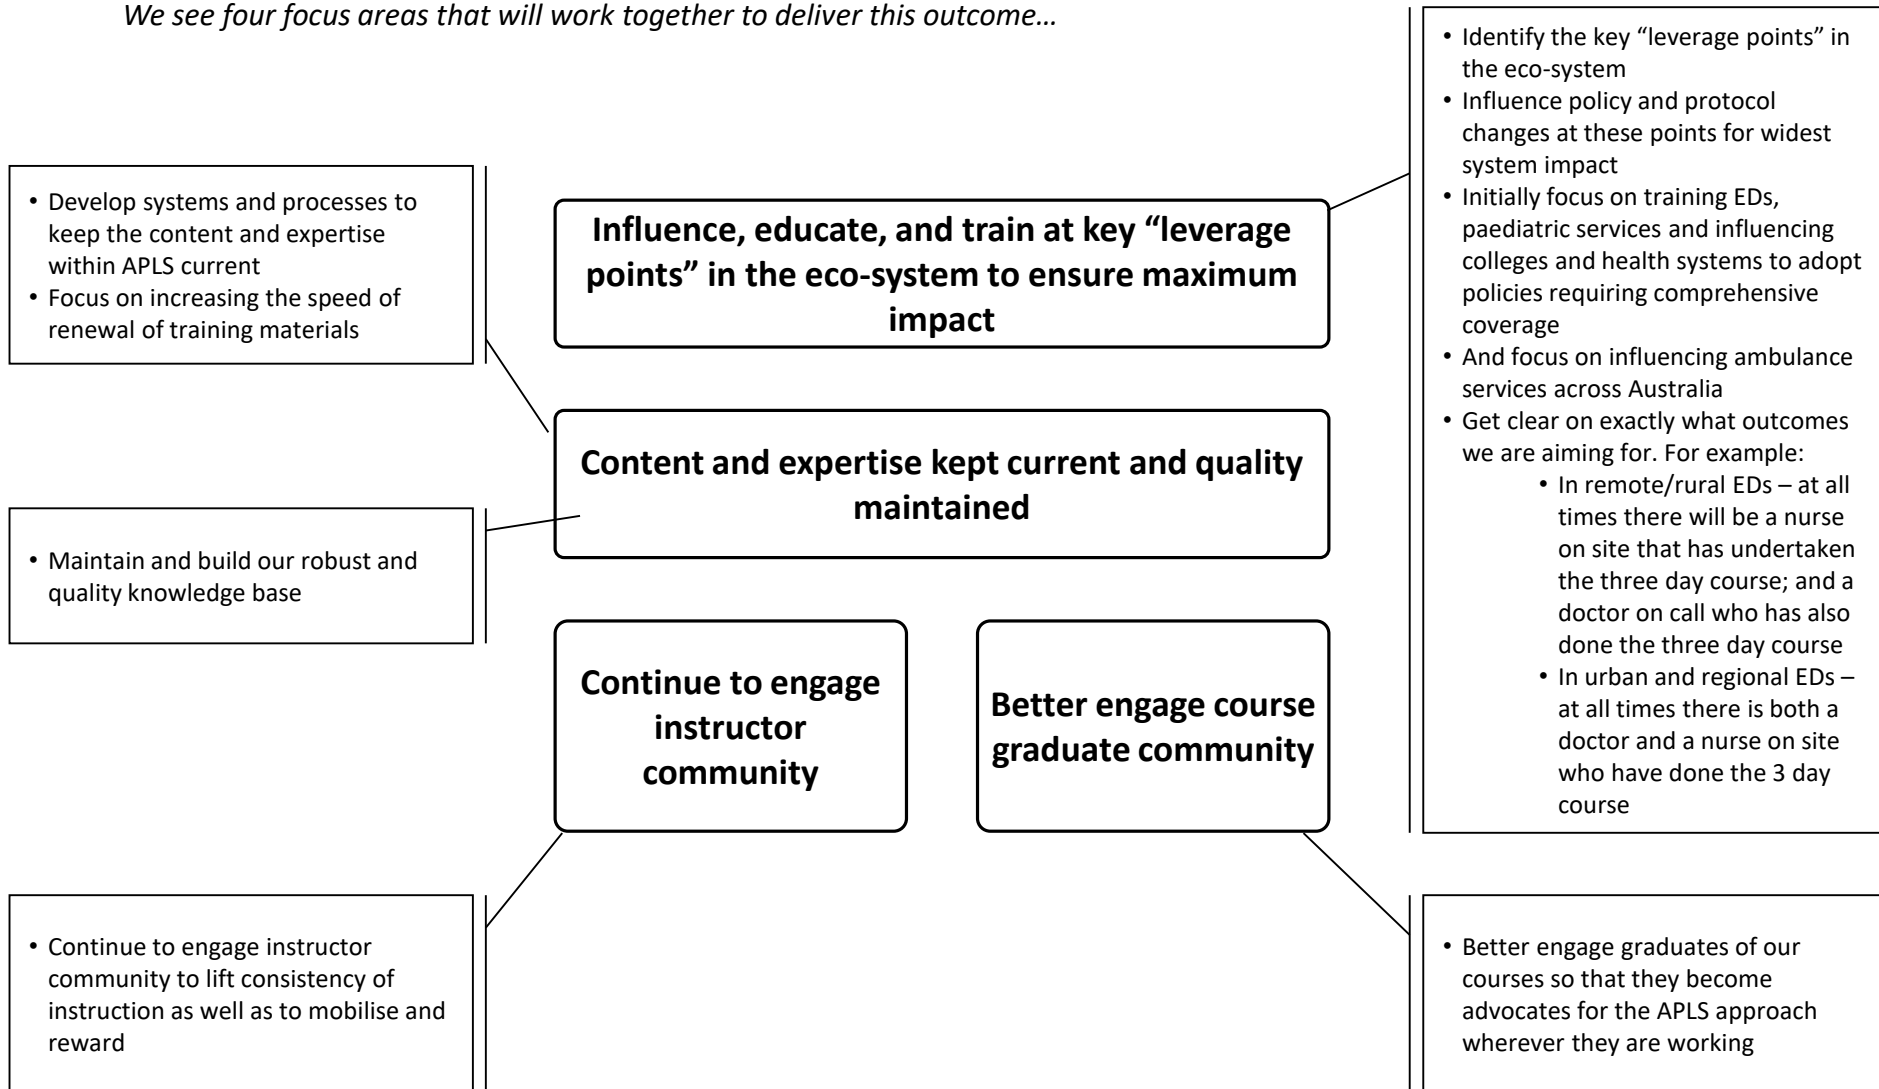 We see four focus areas that will work together to deliver this outcome…
• Develop systems and processes to
keep the content and expertise
within APLS current
• Focus on increasing the speed of
renewal of training materials
• Maintain and build our robust and
quality knowledge base
• Continue to engage instructor
community to lift consistency of
instruction as well as to mobilise and
reward
Influence, educate, and train at key “leverage
points” in the eco-system to ensure maximum
impact
Content and expertise kept current and quality
maintained
Continue to engage
instructor
community
Better engage course
graduate community
• Identify the key “leverage points” in
the eco-system
• Influence policy and protocol
changes at these points for widest
system impact
• Initially focus on training EDs,
paediatric services and influencing
colleges and health systems to adopt
policies requiring comprehensive
coverage
• And focus on influencing ambulance
services across Australia
• Get clear on exactly what outcomes
we are aiming for. For example:
• In remote/rural EDs – at all
times there will be a nurse
on site that has undertaken
the three day course; and a
doctor on call who has also
done the three day course
• In urban and regional EDs –
at all times there is both a
doctor and a nurse on site
who have done the 3 day
course
• Better engage graduates of our
courses so that they become
advocates for the APLS approach
wherever they are working